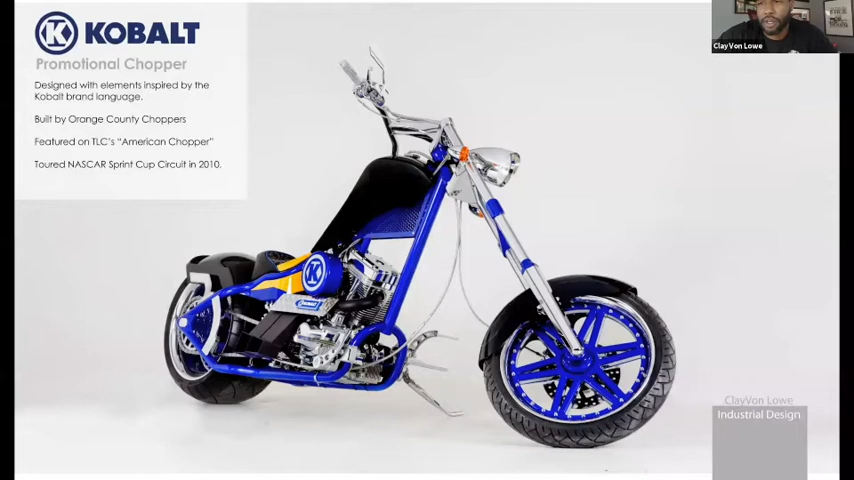 K KOBALT
Promotional Chopper
Designed with elements inspired by the
Kobalt brand language.
Built by Orange County Choppers
Featured on TLC's "American Chopper"
Toured NASCAR Sprint Cup Circuit in 2010.
ClayVon Lowe
K
KOBALT
ClayVon Lowe
Industrial Design